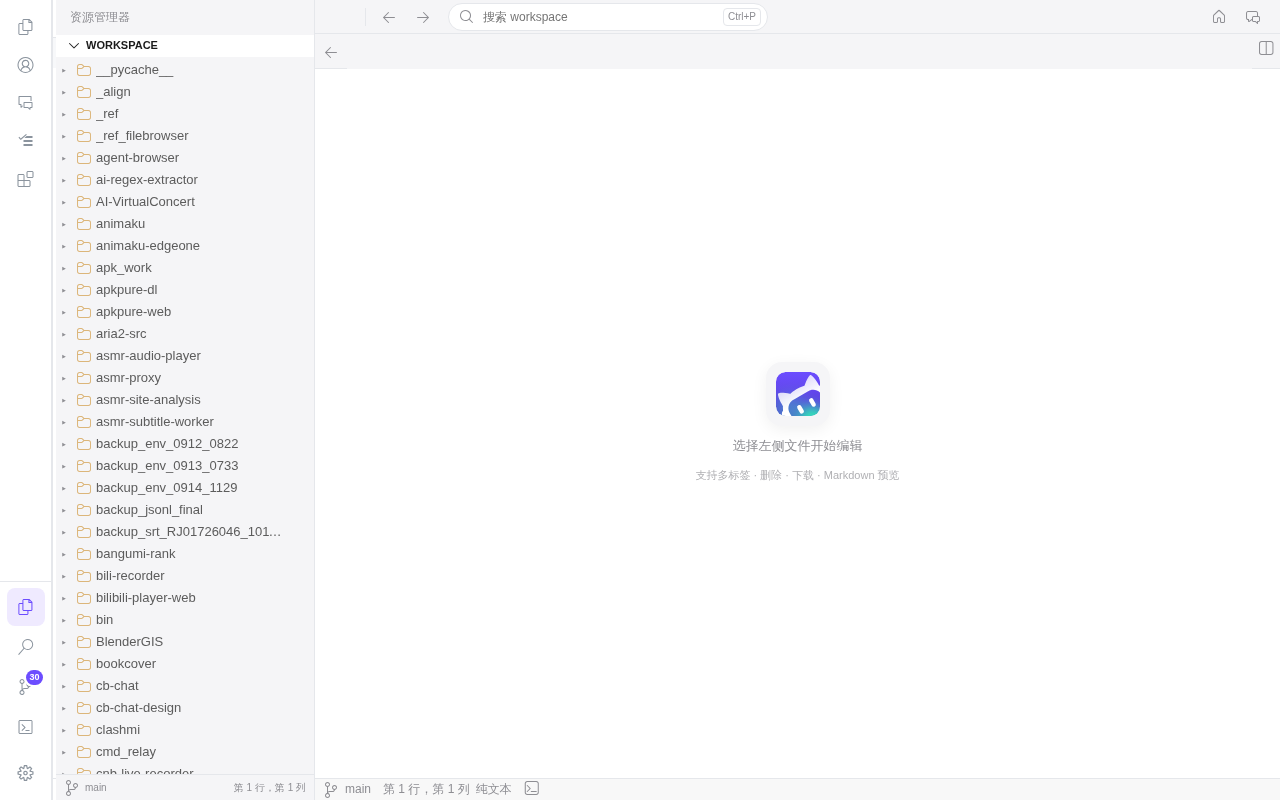 资源管理器
搜索 workspace
Ctrl+P
WORKSPACE
__pycache__
_align
_ref
_ref_filebrowser
agent-browser
ai-regex-extractor
AI-VirtualConcert
animaku
animaku-edgeone
apk_work
apkpure-dl
apkpure-web
aria2-src
asmr-audio-player
asmr-proxy
asmr-site-analysis
asmr-subtitle-worker
backup_env_0912_0822
backup_env_0913_0733
backup_env_0914_1129
backup_jsonl_final
backup_srt_RJ01726046_101…
bangumi-rank
bili-recorder
bilibili-player-web
bin
BlenderGIS
bookcover
cb-chat
cb-chat-design
clashmi
cmd_relay
cnb-live-recorder
选择左侧文件开始编辑
支持多标签 · 删除 · 下载 · Markdown 预览
30
main
第 1 行，第 1 列
main 第 1 行，第 1 列 纯文本